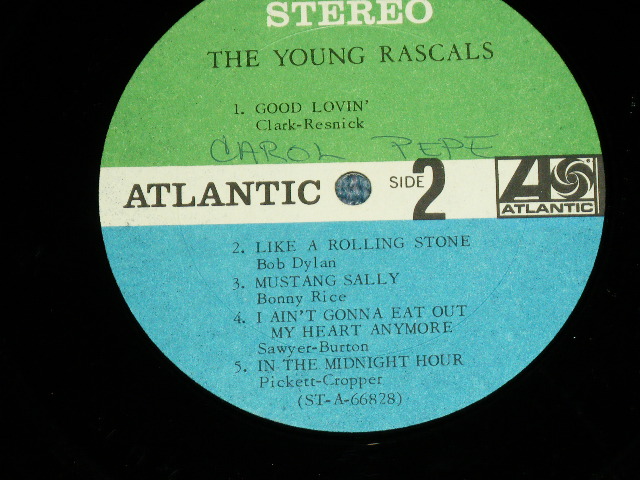 STEREO
THE YOUNG RASCALS
1. GOOD LOVIN'
Clark-Resnick
CAROL PEPE
ATLANTIC SIDE 2 A ATLANTIC
2. LIKE A ROLLING STONE
Bob Dylan
3. MUSTANG SALLY
Bonny Rice
4. I AIN'T GONNA EAT OUT
MY HEART ANYMORE
Sawyer-Burton
5. IN THE MIDNIGHT HOUR
Pickett-Cropper
(ST-A-66828)